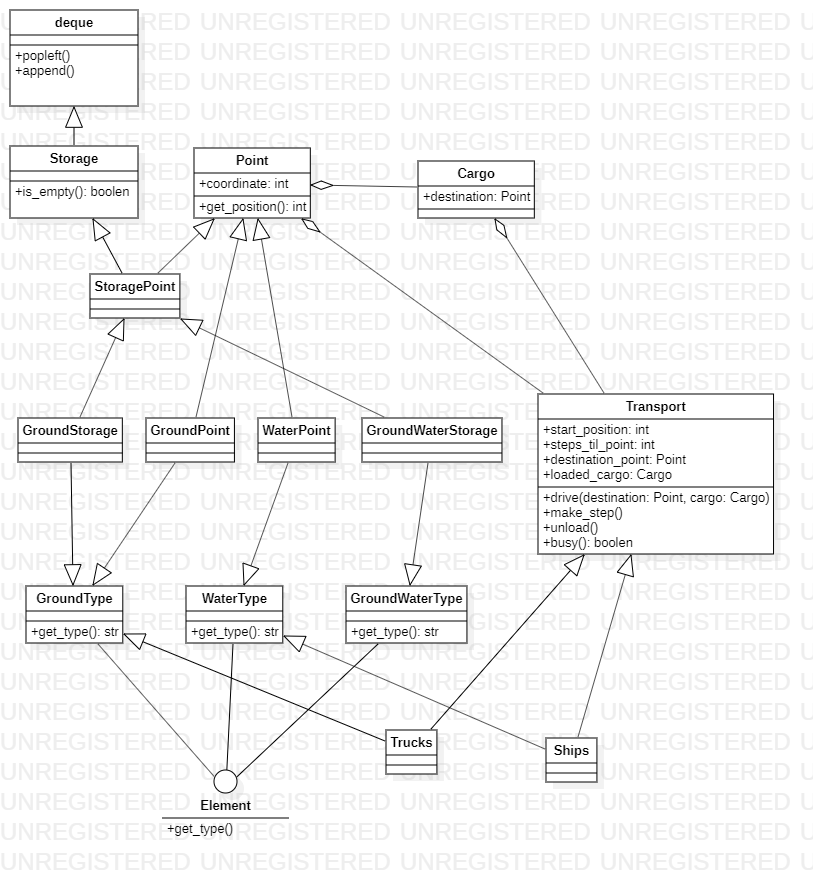 deque
+popleft()
+append()
Storage
+is_empty(): boolen
Point
+coordinate: int
+get_position(): int
Cargo
+destination: Point
StoragePoint
GroundStorage
GroundPoint
WaterPoint
GroundWaterStorage
Transport
+start_position: int
+steps_til_point: int
+destination_point: Point
+loaded_cargo: Cargo
+drive(destination: Point, cargo: Cargo)
+make_step()
+unload()
+busy(): boolen
GroundType
+get_type(): str
WaterType
+get_type(): str
GroundWaterType
+get_type(): str
Trucks
Ships
Element
+get_type()
UNREGISTERED